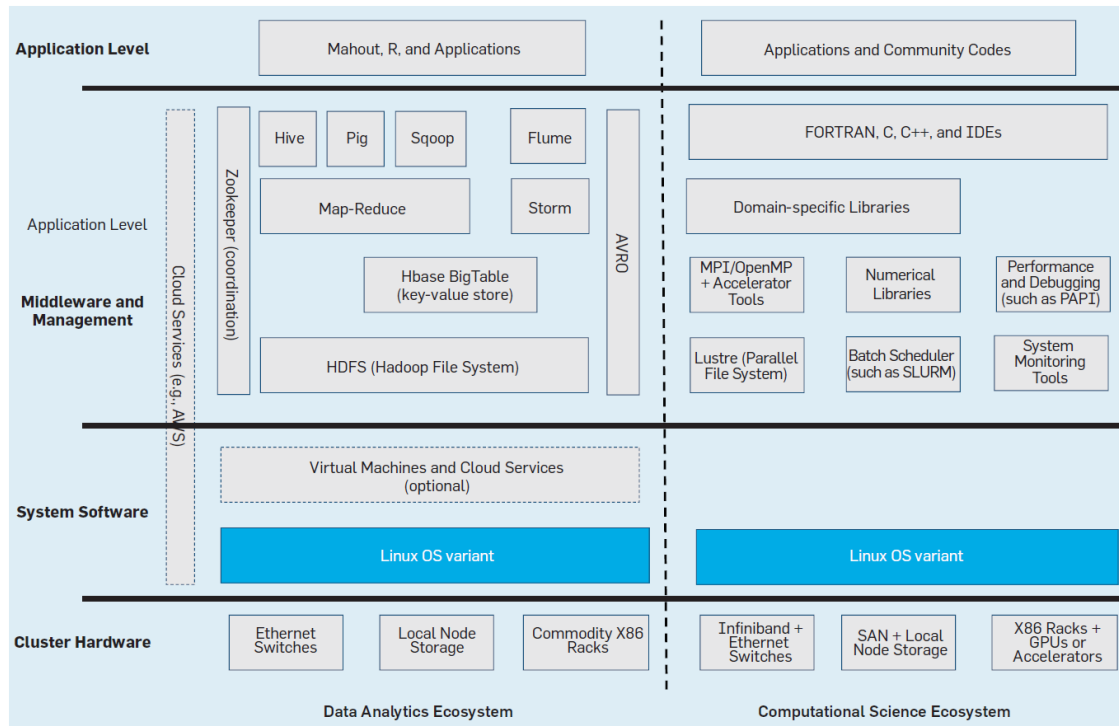 Application Level
Mahout, R, and Applications
Applications and Community Codes
Hive
Pig
Sqoop
Flume
FORTRAN, C, C++, and IDEs
Zookeeper (coordination)
AVRO
Map-Reduce
Storm
Domain-specific Libraries
Application Level
Cloud Services (e.g., AWS)
Middleware and
Management
Hbase BigTable
(key-value store)
MPI/OpenMP
+ Accelerator
Tools
Numerical
Libraries
Performance
and Debugging
(such as PAPI)
HDFS (Hadoop File System)
Lustre (Parallel
File System)
Batch Scheduler
(such as SLURM)
System
Monitoring
Tools
Virtual Machines and Cloud Services
(optional)
System Software
Linux OS variant
Linux OS variant
Cluster Hardware
Ethernet
Switches
Local Node
Storage
Commodity X86
Racks
Infiniband +
Ethernet
Switches
SAN + Local
Node Storage
X86 Racks +
GPUs or
Accelerators
Data Analytics Ecosystem
Computational Science Ecosystem